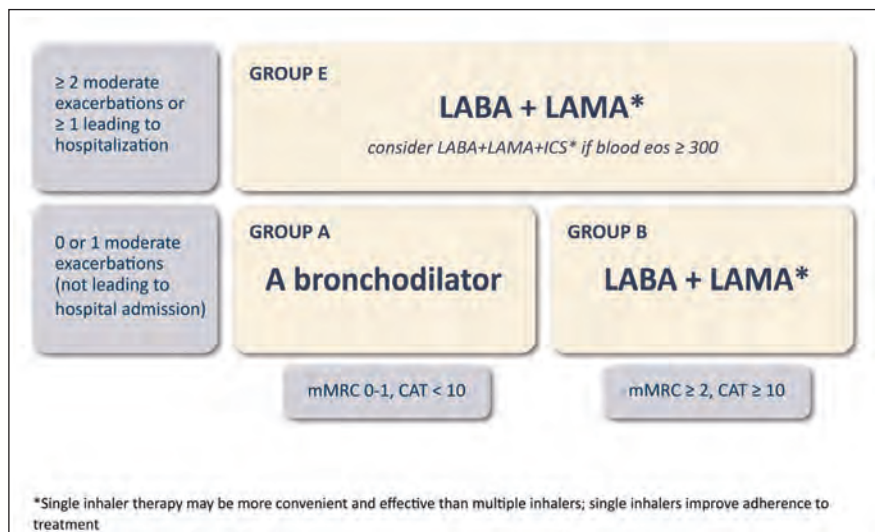 ≥ 2 moderate
exacerbations or
≥ 1 leading to
hospitalization
GROUP E
LABA + LAMA*
consider LABA+LAMA+ICS* if blood eos ≥ 300
0 or 1 moderate
exacerbations
(not leading to
hospital admission)
GROUP A
A bronchodilator
GROUP B
LABA + LAMA*
mMRC 0-1, CAT < 10
mMRC ≥ 2, CAT ≥ 10
*Single inhaler therapy may be more convenient and effective than multiple inhalers; single inhalers improve adherence to
treatment